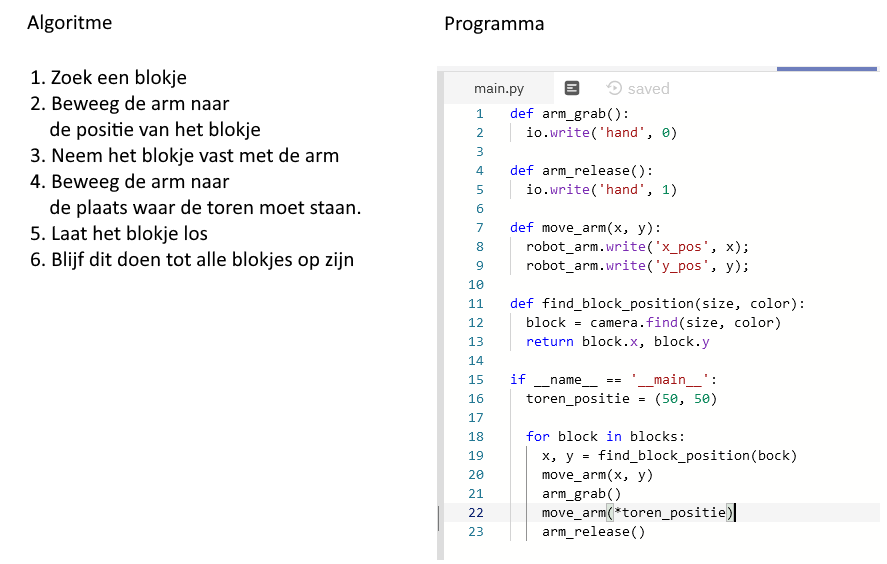 Algoritme
1. Zoek een blokje
2. Beweeg de arm naar
de positie van het blokje
3. Neem het blokje vast met de arm
4. Beweeg de arm naar
de plaats waar de toren moet staan.
5. Laat het blokje los
6. Blijf dit doen tot alle blokjes op zijn
Programma
main.py saved
1 def arm_grab():
2   io.write('hand', 0)
3
4 def arm_release():
5   io.write('hand', 1)
6
7 def move_arm(x, y):
8   robot_arm.write('x_pos', x);
9   robot_arm.write('y_pos', y);
10
11 def find_block_position(size, color):
12   block = camera.find(size, color)
13   return block.x, block.y
14
15 if __name__ == '__main__':
16   toren_positie = (50, 50)
17
18   for block in blocks:
19     x, y = find_block_position(bock)
20     move_arm(x, y)
21     arm_grab()
22     move_arm(*toren_positie)
23     arm_release()